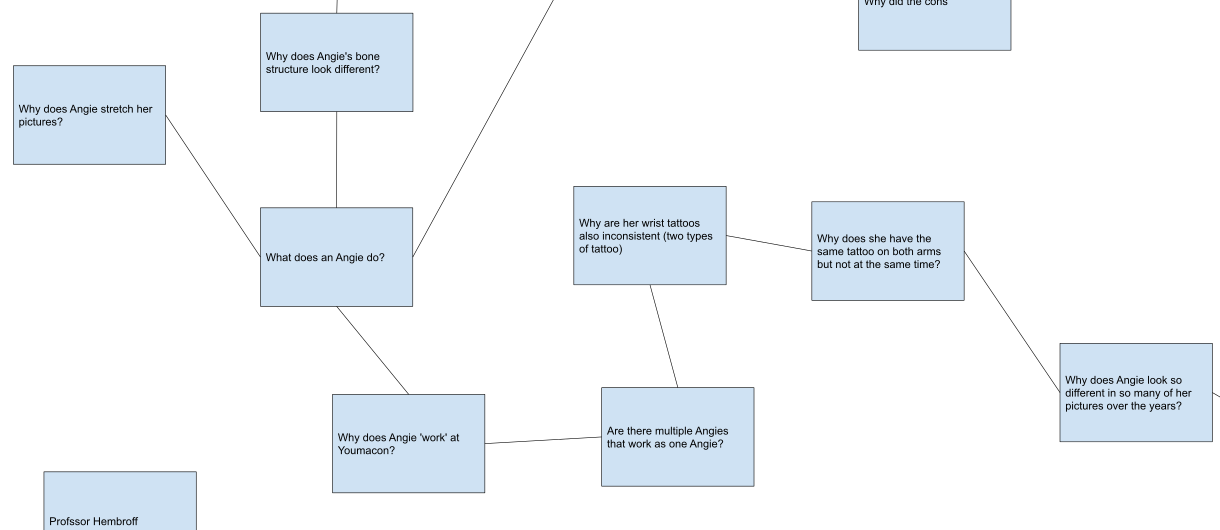 Why did the cons
Why does Angie's bone
structure look different?
Why does Angie stretch her
pictures?
Why are her wrist tattoos
also inconsistent (two types
of tattoo)
Why does she have the
same tattoo on both arms
but not at the same time?
What does an Angie do?
Why does Angie look so
different in so many of her
pictures over the years?
Why does Angie 'work' at
Youmacon?
Are there multiple Angies
that work as one Angie?
Profssor Hembroff